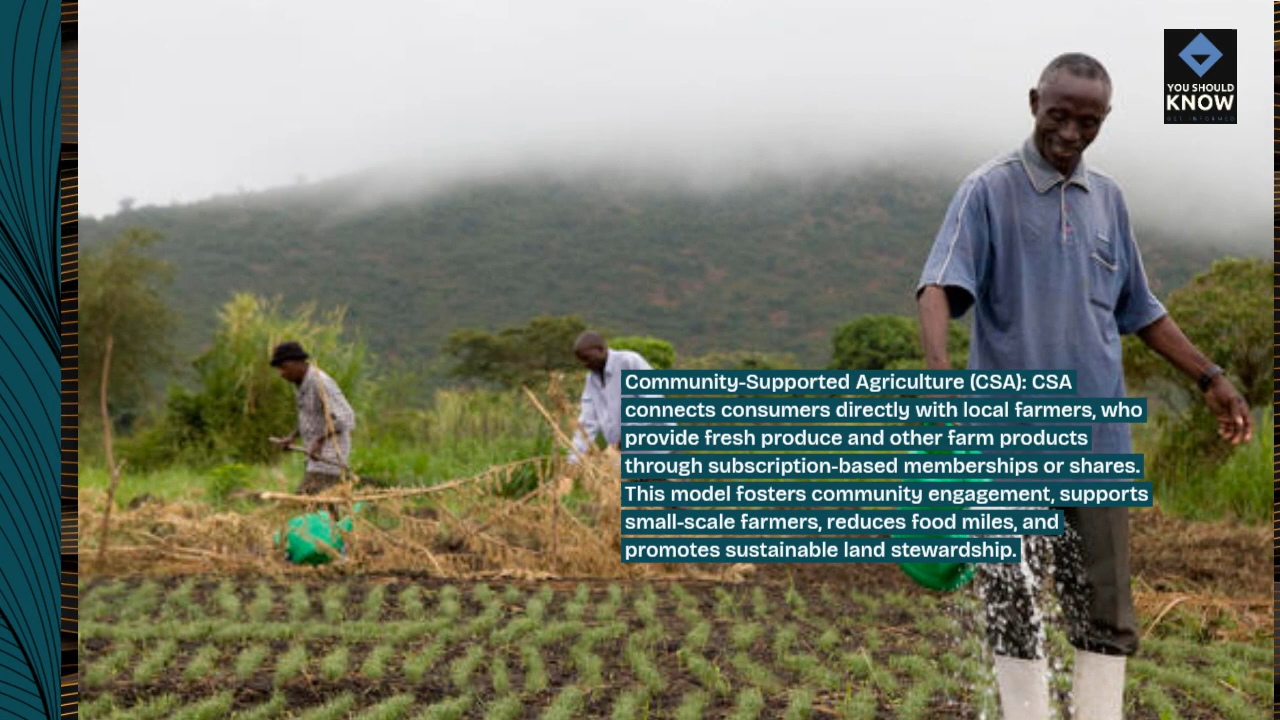 YOU SHOULD
KNOW
GET INFORMED
Community-Supported Agriculture (CSA): CSA
connects consumers directly with local farmers, who
provide fresh produce and other farm products
through subscription-based memberships or shares.
This model fosters community engagement, supports
small-scale farmers, reduces food miles, and
promotes sustainable land stewardship.